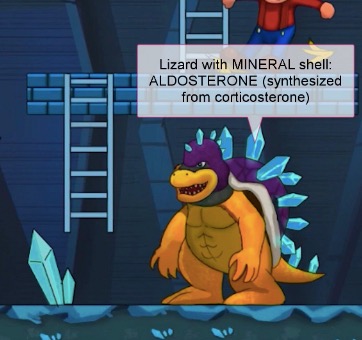 Lizard with MINERAL shell:
ALDOSTERONE (synthesized
from corticosterone)